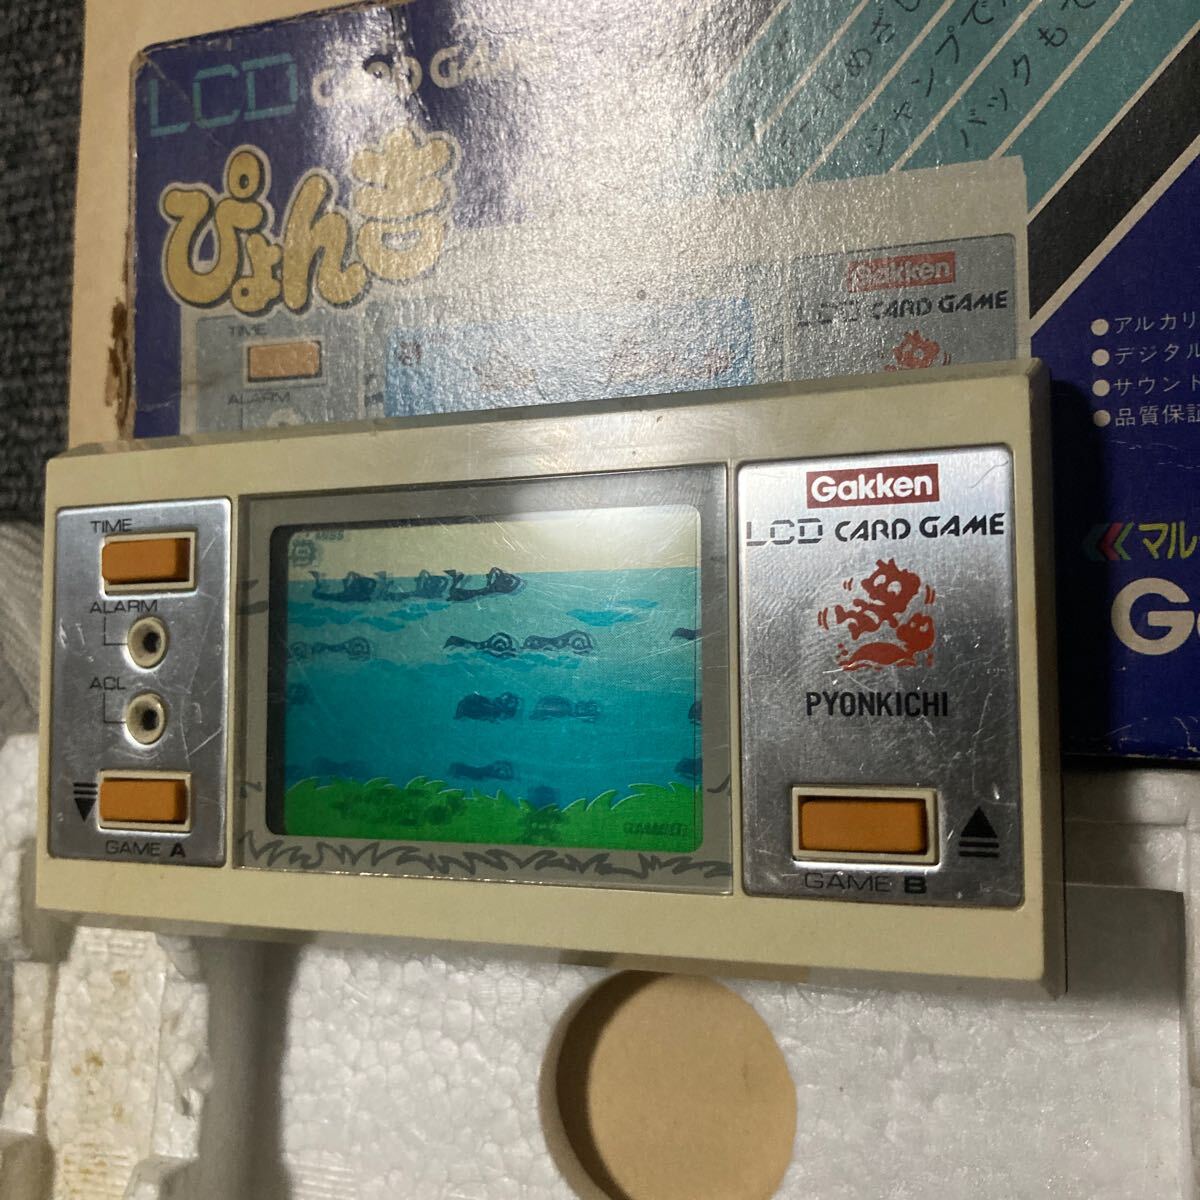 LCD CARD GAME
ぴょん吉
ジャンプで
バックも
Gakken
LCD CARD GAME
TIME
ALARM
●アルカリ
●デジタル
●サウンド
●品質保証
TIME
ALARM
ACL
GAME A
MISS
Gakken
LCD CARD GAME
PYONKICHI
GAME B
マル
G